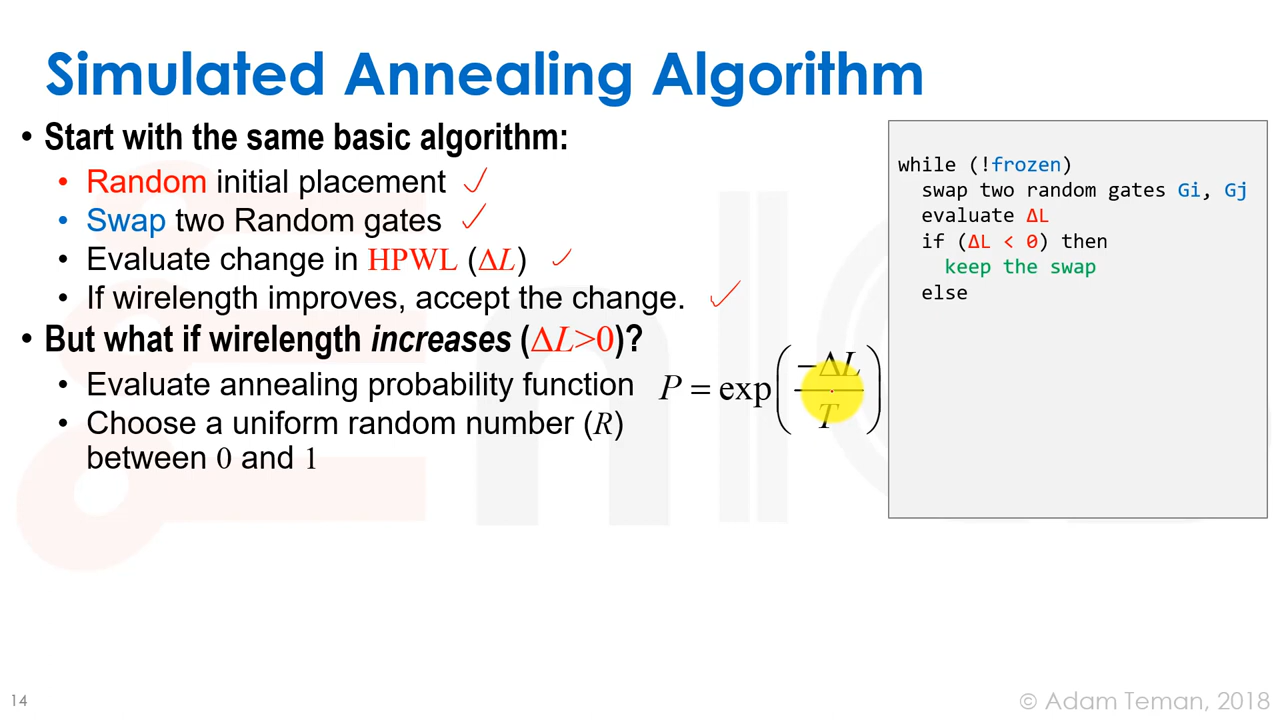 Simulated Annealing Algorithm
• Start with the same basic algorithm:
• Random initial placement ✓
• Swap two Random gates ✓
• Evaluate change in HPWL (ΔL) ✓
• If wirelength improves, accept the change. ✓
• But what if wirelength increases (ΔL>0)?
• Evaluate annealing probability function P = exp(−ΔL/T)
• Choose a uniform random number (R)
between 0 and 1
while (!frozen)
swap two random gates Gi, Gj
evaluate ΔL
if (ΔL < 0) then
keep the swap
else
14
© Adam Teman, 2018